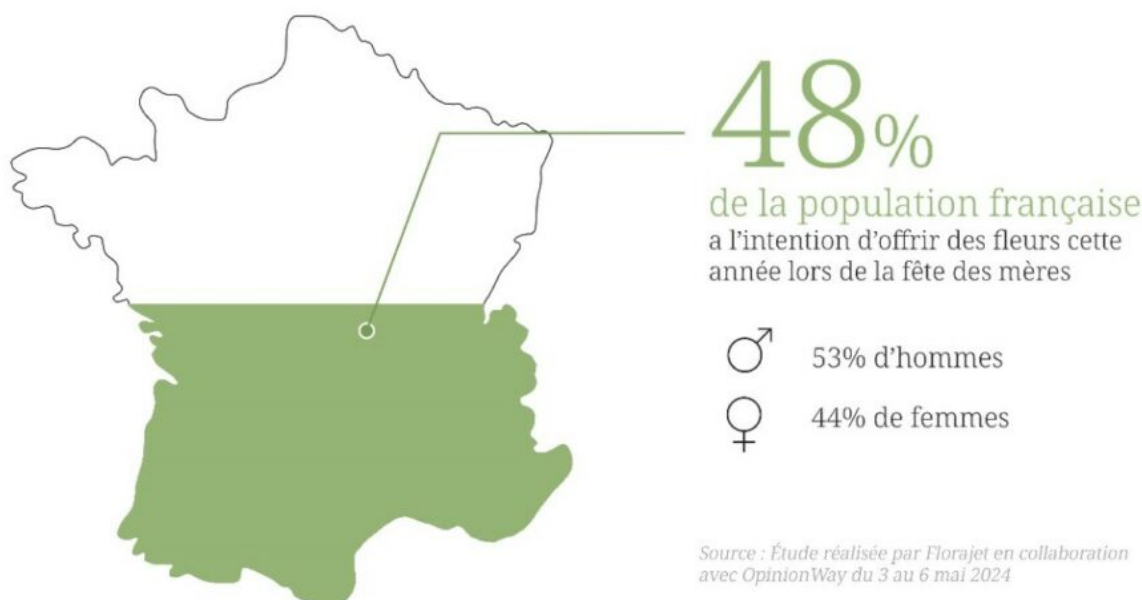 48%
de la population française
a l'intention d'offrir des fleurs cette
année lors de la fête des mères
53% d'hommes
44% de femmes
Source : Étude réalisée par Florajet en collaboration
avec OpinionWay du 3 au 6 mai 2024